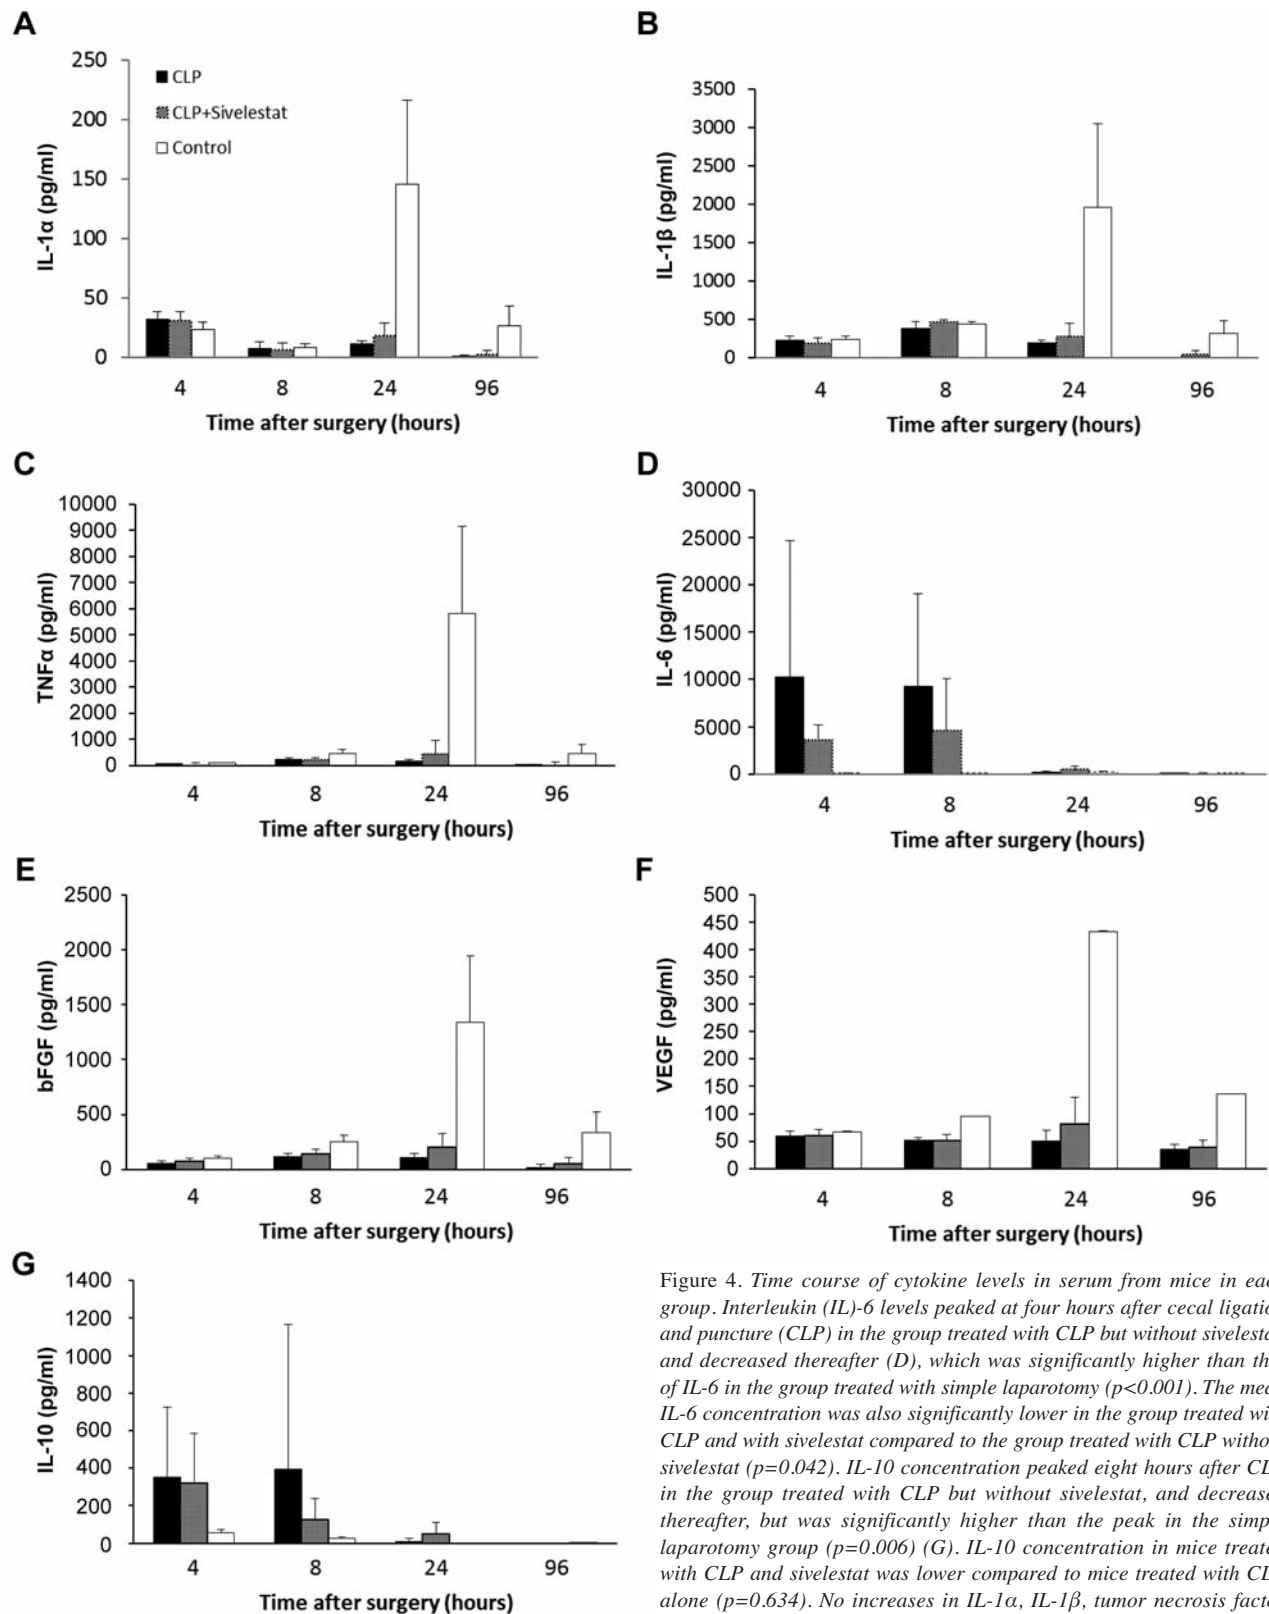 A
250
200
150
100
50
0
IL-1α (pg/ml)
CLP
CLP+Sivelestat
Control
4 8 24 96
Time after surgery (hours)
B
3500
3000
2500
2000
1500
1000
500
0
IL-1β (pg/ml)
4 8 24 96
Time after surgery (hours)
C
10000
9000
8000
7000
6000
5000
4000
3000
2000
1000
0
TNFα (pg/ml)
4 8 24 96
Time after surgery (hours)
D
30000
25000
20000
15000
10000
5000
0
IL-6 (pg/ml)
4 8 24 96
Time after surgery (hours)
E
2500
2000
1500
1000
500
0
bFGF (pg/ml)
4 8 24 96
Time after surgery (hours)
F
500
450
400
350
300
250
200
150
100
50
0
VEGF (pg/ml)
4 8 24 96
Time after surgery (hours)
G
1400
1200
1000
800
600
400
200
0
IL-10 (pg/ml)
4 8 24 96
Time after surgery (hours)
Figure 4. Time course of cytokine levels in serum from mice in eac
group. Interleukin (IL)-6 levels peaked at four hours after cecal ligatio
and puncture (CLP) in the group treated with CLP but without sivelesta
and decreased thereafter (D), which was significantly higher than tha
of IL-6 in the group treated with simple laparotomy (p<0.001). The mea
IL-6 concentration was also significantly lower in the group treated wi
CLP and with sivelestat compared to the group treated with CLP withou
sivelestat (p=0.042). IL-10 concentration peaked eight hours after CL
in the group treated with CLP but without sivelestat, and decrease
thereafter, but was significantly higher than the peak in the simp
laparotomy group (p=0.006) (G). IL-10 concentration in mice treate
with CLP and sivelestat was lower compared to mice treated with CL
alone (p=0.634). No increases in IL-1α, IL-1β, tumor necrosis facto